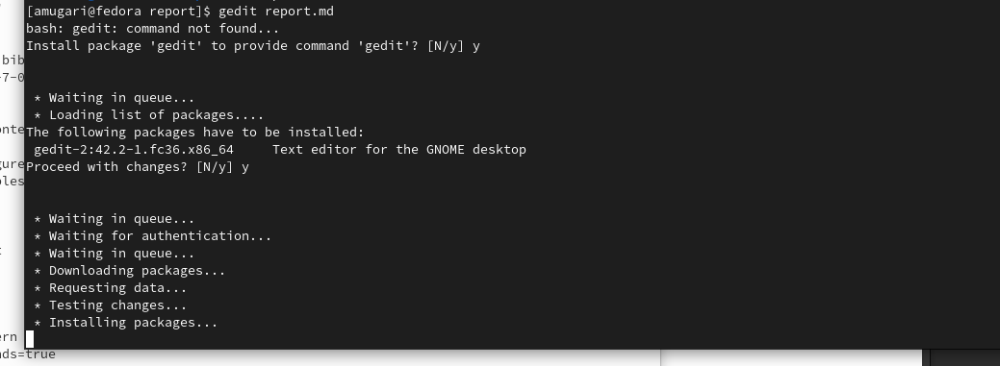 [amugari@fedora report]$ gedit report.md
bash: gedit: command not found...
Install package 'gedit' to provide command 'gedit'? [N/y] y
bib
-7-0
 * Waiting in queue...
 * Loading list of packages....
onte
The following packages have to be installed:
 gedit-2:42.2-1.fc36.x86_64     Text editor for the GNOME desktop
gure
Proceed with changes? [N/y] y
les
 * Waiting in queue...
 * Waiting for authentication...
 * Waiting in queue...
 * Downloading packages...
 * Requesting data...
 * Testing changes...
 * Installing packages...
ern
nds=true